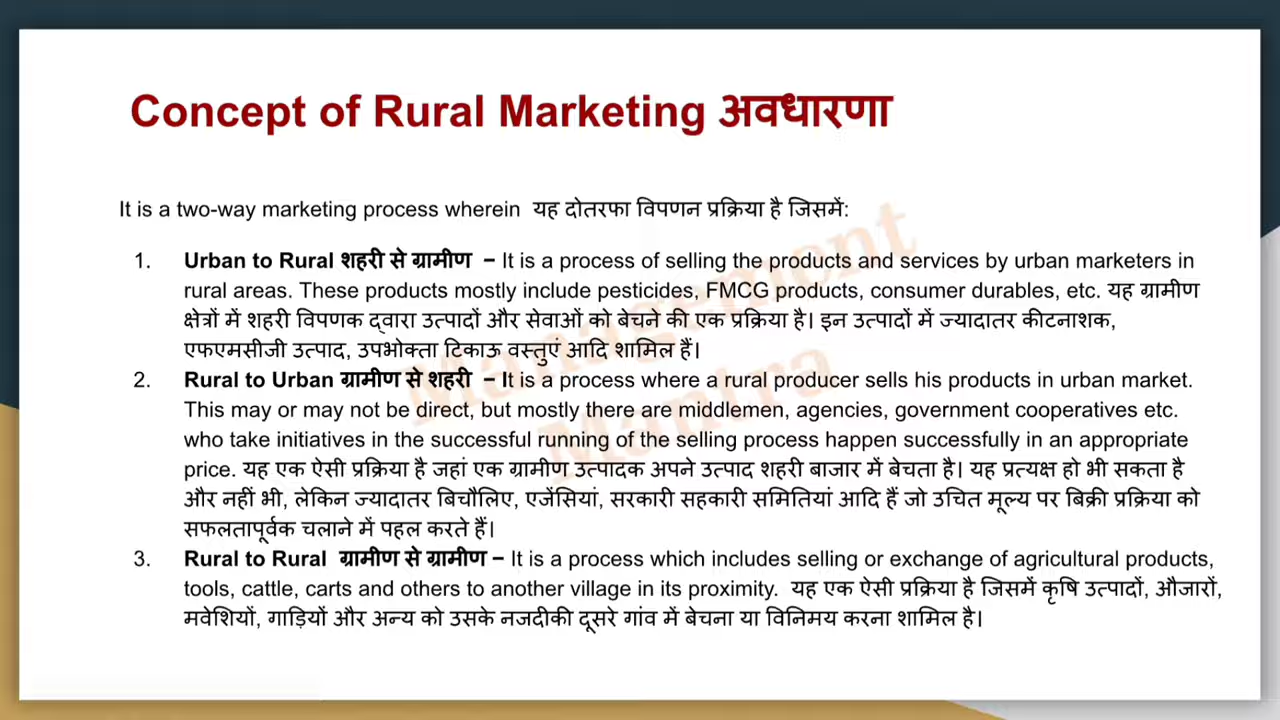 Concept of Rural Marketing अवधारणा
It is a two-way marketing process wherein यह दोतरफा विपणन प्रक्रिया है जिसमें:
1. Urban to Rural शहरी से ग्रामीण – It is a process of selling the products and services by urban marketers in
rural areas. These products mostly include pesticides, FMCG products, consumer durables, etc. यह ग्रामीण
क्षेत्रों में शहरी विपणक द्वारा उत्पादों और सेवाओं को बेचने की एक प्रक्रिया है। इन उत्पादों में ज्यादातर कीटनाशक,
एफएमसीजी उत्पाद, उपभोक्ता टिकाऊ वस्तुएं आदि शामिल हैं।
2. Rural to Urban ग्रामीण से शहरी – It is a process where a rural producer sells his products in urban market.
This may or may not be direct, but mostly there are middlemen, agencies, government cooperatives etc.
who take initiatives in the successful running of the selling process happen successfully in an appropriate
price. यह एक ऐसी प्रक्रिया है जहां एक ग्रामीण उत्पादक अपने उत्पाद शहरी बाजार में बेचता है। यह प्रत्यक्ष हो भी सकता है
और नहीं भी, लेकिन ज्यादातर बिचौलिए, एजेंसियां, सरकारी सहकारी समितियां आदि हैं जो उचित मूल्य पर बिक्री प्रक्रिया को
सफलतापूर्वक चलाने में पहल करते हैं।
3. Rural to Rural ग्रामीण से ग्रामीण – It is a process which includes selling or exchange of agricultural products,
tools, cattle, carts and others to another village in its proximity. यह एक ऐसी प्रक्रिया है जिसमें कृषि उत्पादों, औजारों,
मवेशियों, गाड़ियों और अन्य को उसके नजदीकी दूसरे गांव में बेचना या विनिमय करना शामिल है।
Management
Mantra